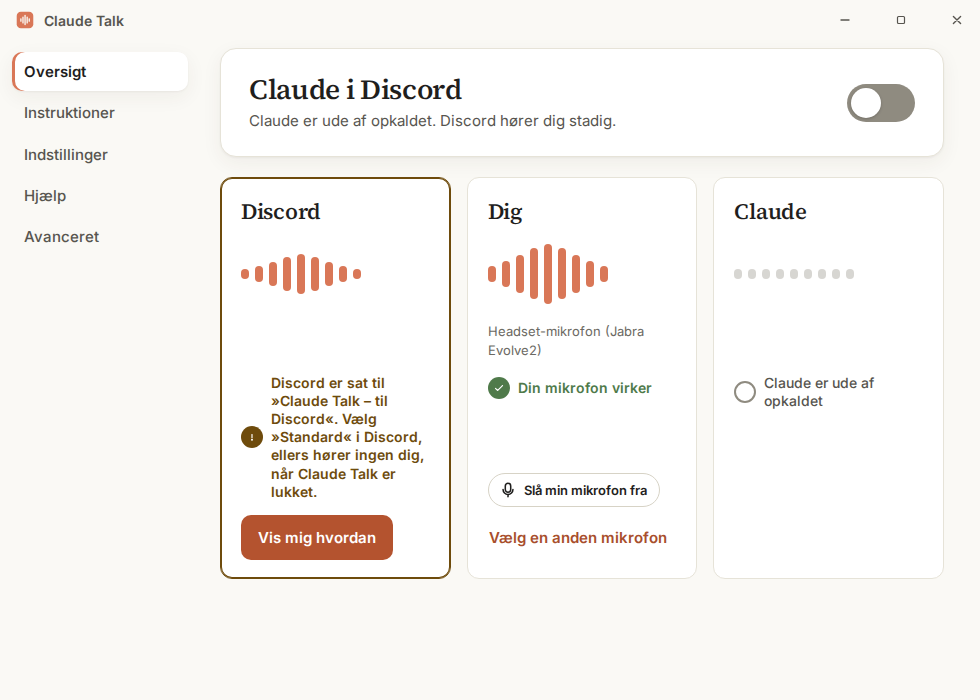 Claude Talk
Oversigt
Instruktioner
Indstillinger
Hjælp
Avanceret
Claude i Discord
Claude er ude af opkaldet. Discord hører dig stadig.
Discord
Discord er sat til
»Claude Talk – til
Discord«. Vælg
»Standard« i Discord,
ellers hører ingen dig,
når Claude Talk er
lukket.
Vis mig hvordan
Dig
Headset-mikrofon (Jabra
Evolve2)
Din mikrofon virker
Slå min mikrofon fra
Vælg en anden mikrofon
Claude
Claude er ude af
opkaldet